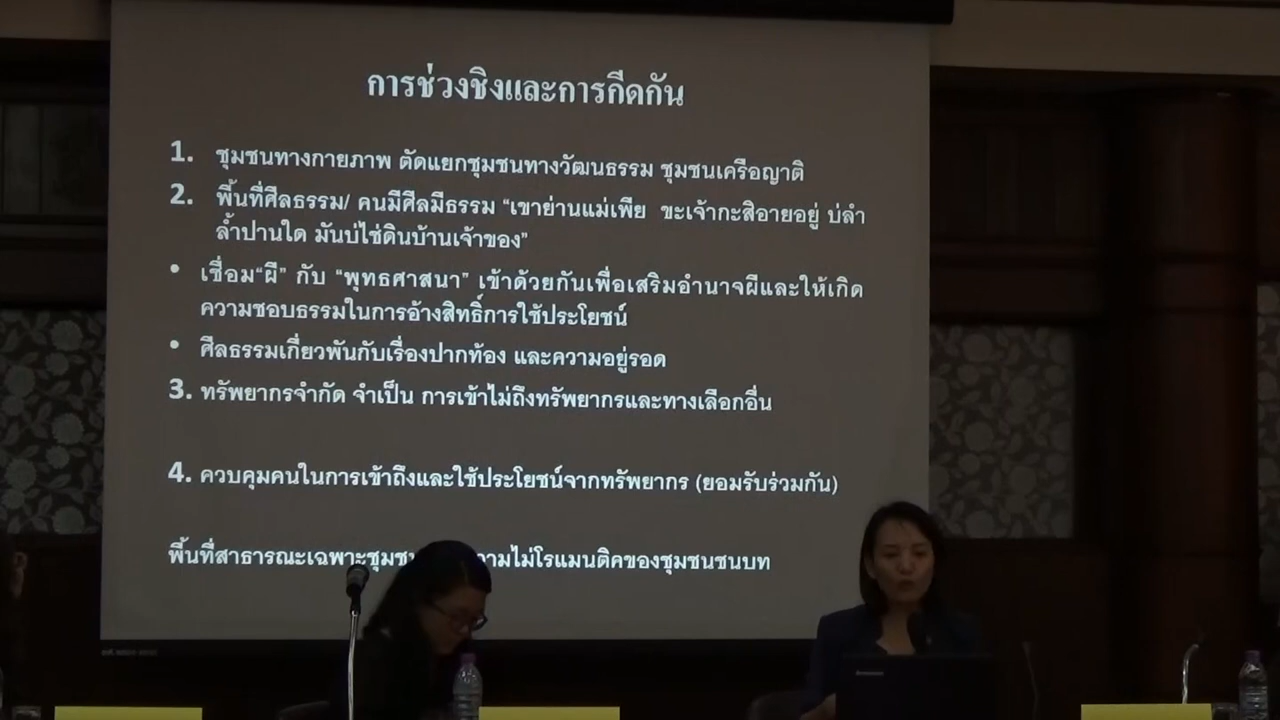 การช่วงชิงและการกีดกัน
1. ชุมชนทางกายภาพ ตัดแยกชุมชนทางวัฒนธรรม ชุมชนเครือญาติ
2. พื้นที่ศีลธรรม/ คนมีศีลมีธรรม “เขาย่านแม่เพีย ขะเจ้ากะสิอายอยู่ บ่ลำ
ล้ำปานใด มันบ่ไช่ดินบ้านเจ้าของ”
• เชื่อม“ผี” กับ “พุทธศาสนา” เข้าด้วยกันเพื่อเสริมอำนาจผีและให้เกิด
ความชอบธรรมในการอ้างสิทธิ์การใช้ประโยชน์
• ศีลธรรมเกี่ยวพันกับเรื่องปากท้อง และความอยู่รอด
3. ทรัพยากรจำกัด จำเป็น การเข้าไม่ถึงทรัพยากรและทางเลือกอื่น
4. ควบคุมคนในการเข้าถึงและใช้ประโยชน์จากทรัพยากร (ยอมรับร่วมกัน)
พื้นที่สาธารณะเฉพาะชุมช ามไม่โรแมนติคของชุมชนชนบท
lenovo